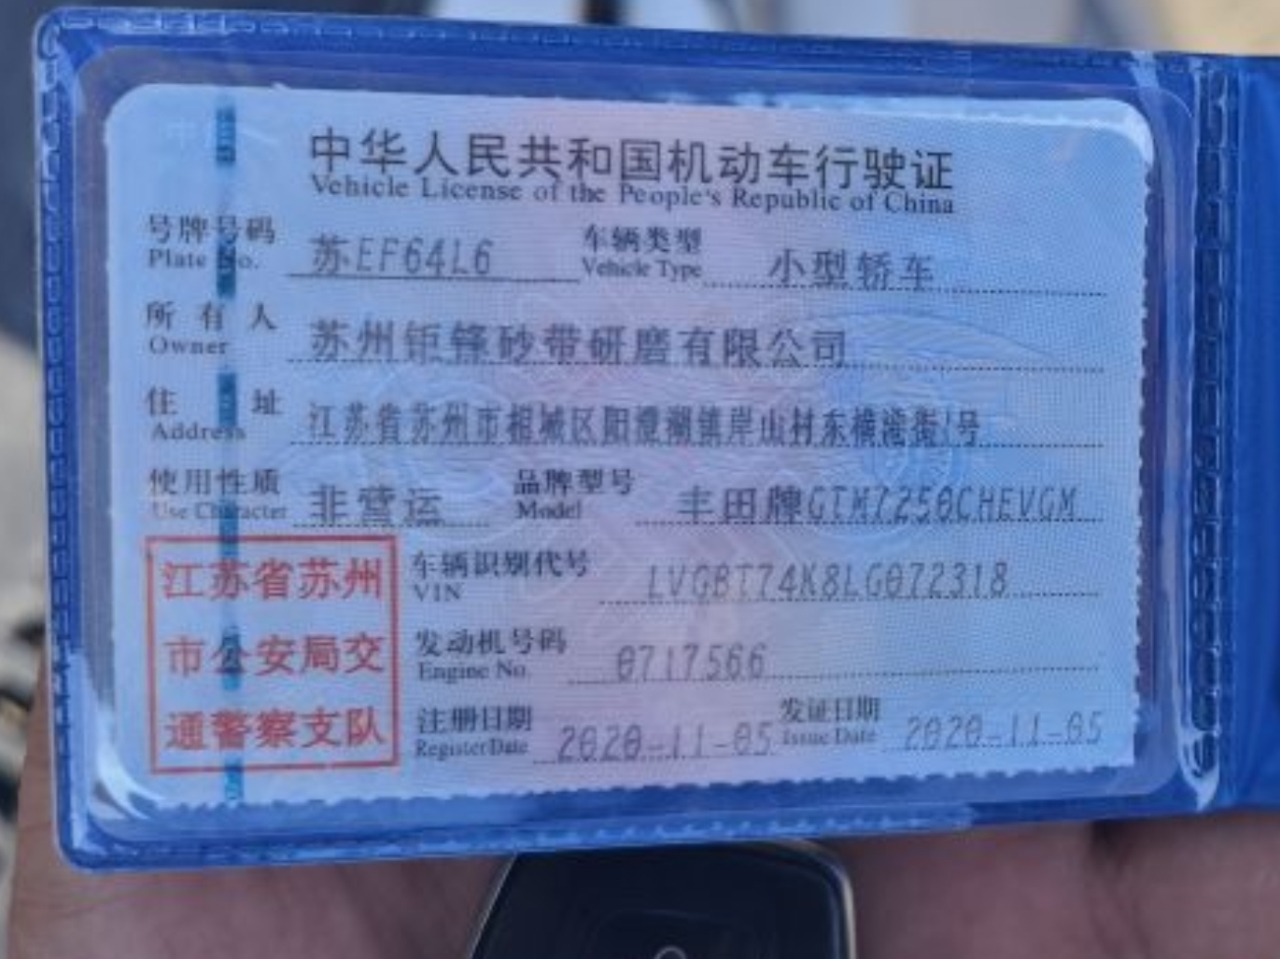 中华人民共和国机动车行驶证
Vehicle License of the People's Republic of China
号牌号码 苏EF64L6 车辆类型 小型轿车
Plate No. Vehicle Type
所有人 苏州钜锋砂带研磨有限公司
Owner
住址 江苏省苏州市相城区阳澄湖镇岸山村东横港街1号
Address
使用性质 非营运 品牌型号 丰田牌GTM7250CHEVGM
Use Character Model
车辆识别代号 LVGBT74K8LG072318
VIN
发动机号码 0717566
Engine No.
注册日期 2020-11-05 发证日期 2020-11-05
Register Date Issue Date
江苏省苏州
市公安局交
通警察支队